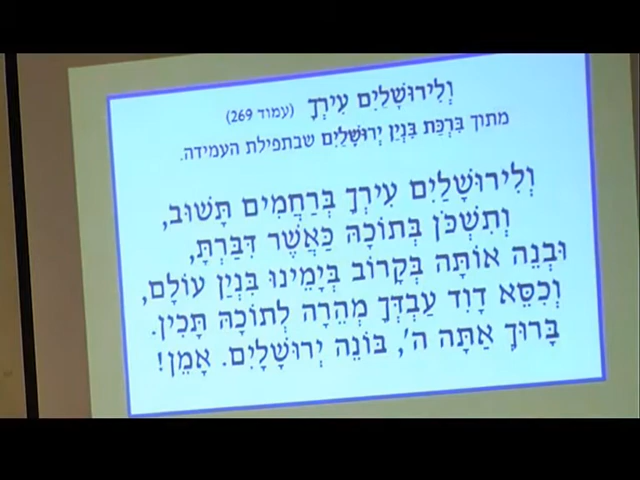 וְלִירוּשָׁלַיִם עִירְךָ (עמוד 269)
מתוך בִּרְכַּת בִּנְיַן יְרוּשָׁלַיִם שבתפילת העמידה.
וְלִירוּשָׁלַיִם עִירְךָ בְּרַחֲמִים תָּשׁוּב,
וְתִשְׁכֹּן בְּתוֹכָהּ כַּאֲשֶׁר דִּבַּרְתָּ,
וּבְנֵה אוֹתָהּ בְּקָרוֹב בְּיָמֵינוּ בִּנְיַן עוֹלָם,
וְכִסֵּא דָוִד עַבְדְּךָ מְהֵרָה לְתוֹכָהּ תָּכִין.
בָּרוּךְ אַתָּה ה', בּוֹנֵה יְרוּשָׁלָיִם. אָמֵן!